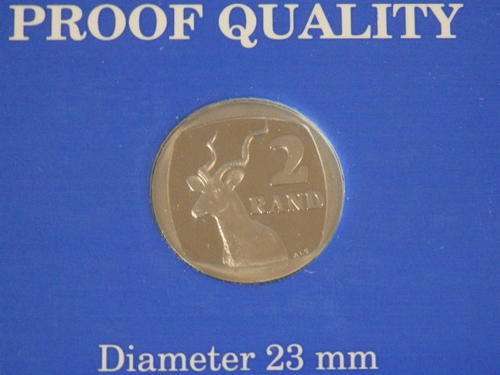 PROOF QUALITY
2
RAND
Diameter 23 mm